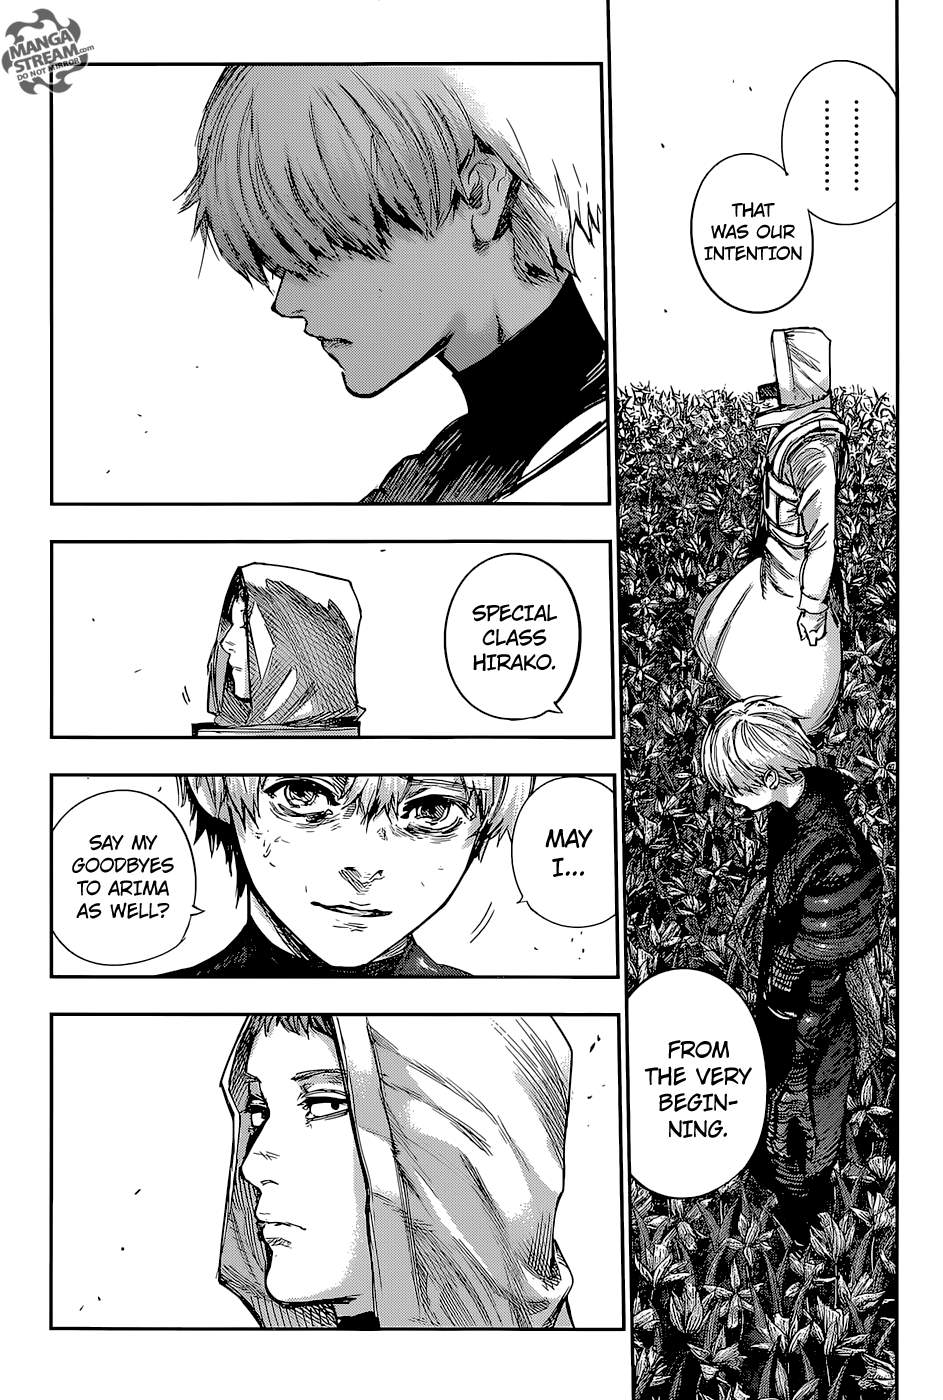 MANGA
STREAM.com
DO NOT MIRROR
............
............
THAT
WAS OUR
INTENTION
FROM
THE VERY
BEGIN-
NING.
SPECIAL
CLASS
HIRAKO.
MAY
I...
SAY MY
GOODBYES
TO ARIMA
AS WELL?